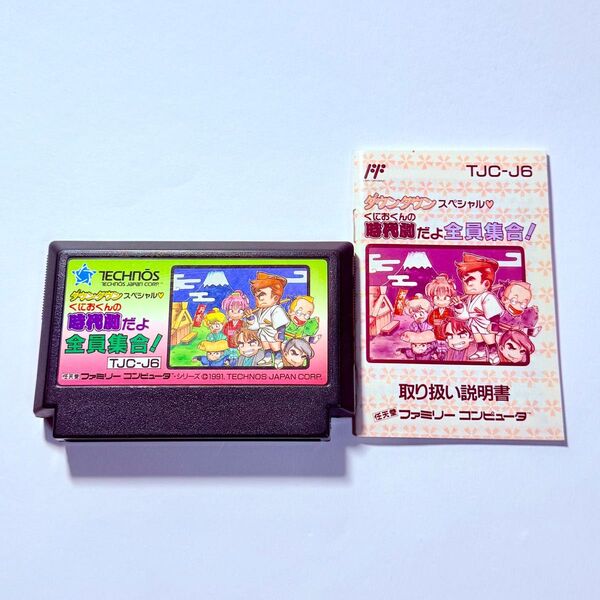 TECHNŌS
TECHNOS JAPAN CORP.
ダウンタウンスペシャル♥
くにおくんの
時代劇だよ
全員集合!
TJC-J6
任天堂 ファミリー コンピュータ シリーズ ©1991, TECHNOS JAPAN CORP.
TJC-J6
ダウンタウンスペシャル♥
くにおくんの
時代劇だよ全員集合!
取り扱い説明書
任天堂 ファミリー コンピュータ